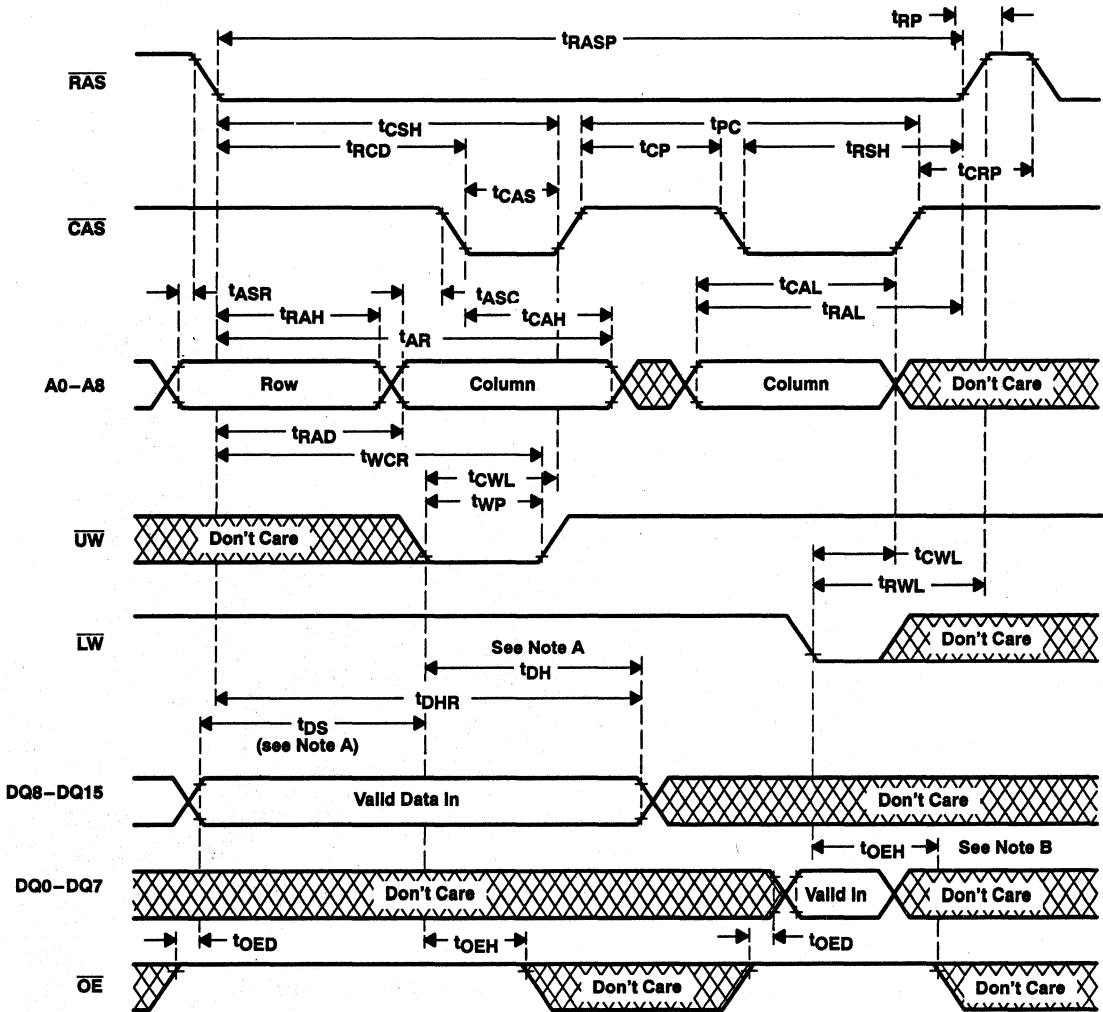 tRP
tRASP
RAS
tCSH
tPC
tRCD
tCP
tRSH
tCRP
tCAS
CAS
tASR
tASC
tCAL
tRAH
tCAH
tRAL
tAR
A0–A8
Row
Column
Column
Don't Care
tRAD
tWCR
tCWL
tWP
UW
Don't Care
tCWL
tRWL
LW
Don't Care
See Note A
tDH
tDHR
tDS
(see Note A)
DQ8–DQ15
Valid Data In
Don't Care
tOEH
See Note B
DQ0–DQ7
Don't Care
Valid In
Don't Care
tOED
tOEH
tOED
OE
Don't Care
Don't Care